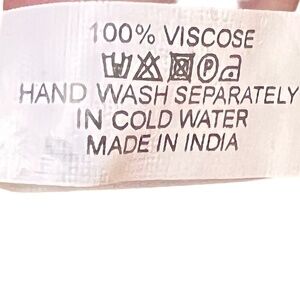 100% VISCOSE
P
HAND WASH SEPARATELY
IN COLD WATER
MADE IN INDIA